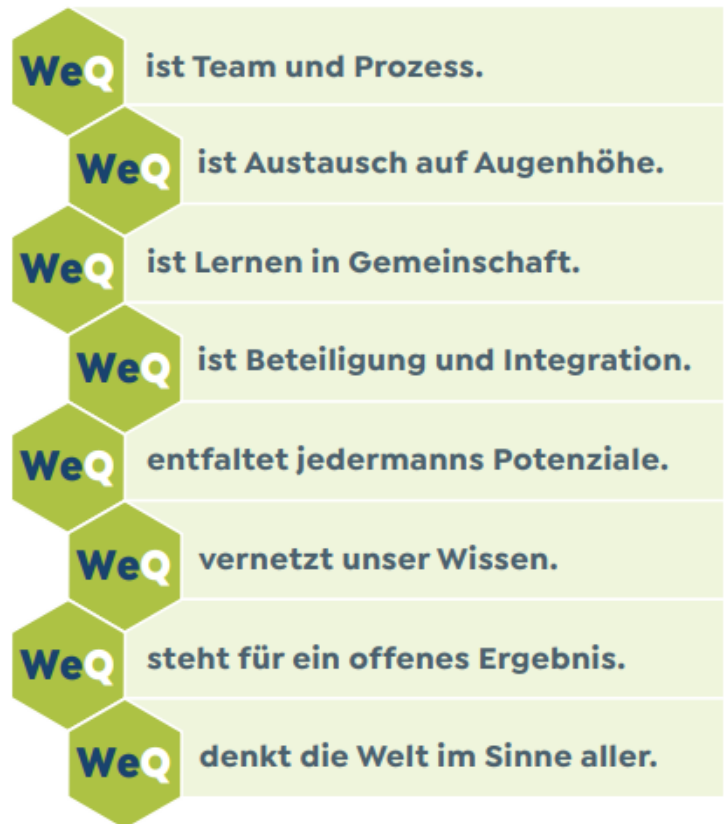 WeQ ist Team und Prozess.
WeQ ist Austausch auf Augenhöhe.
WeQ ist Lernen in Gemeinschaft.
WeQ ist Beteiligung und Integration.
WeQ entfaltet jedermanns Potenziale.
WeQ vernetzt unser Wissen.
WeQ steht für ein offenes Ergebnis.
WeQ denkt die Welt im Sinne aller.